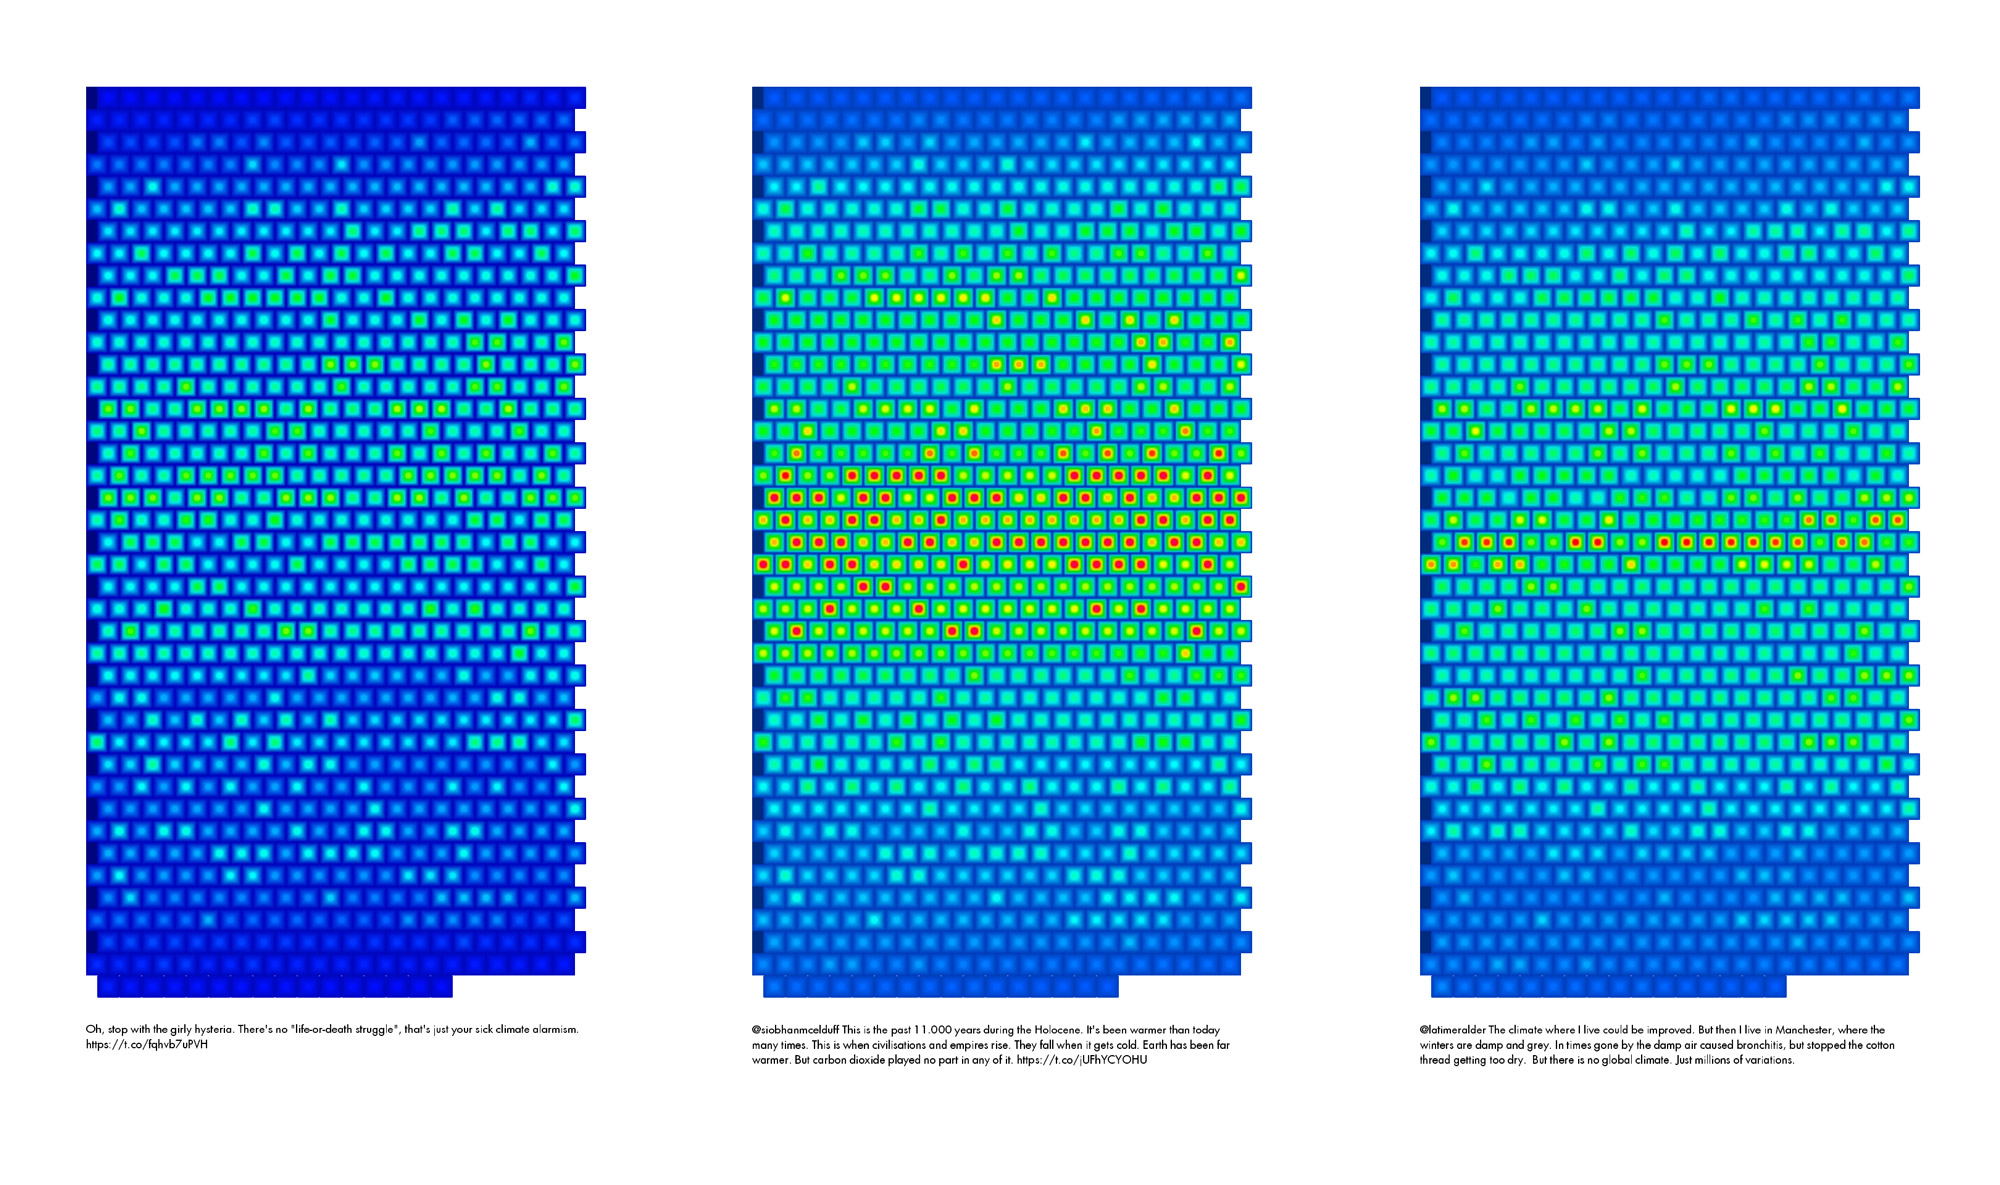 Oh, stop with the girly hysteria. There's no "life-or-death struggle", that's just your sick climate alarmism.
https://t.co/fqhvb7uPVH
@siobhanmcelduff This is the past 11.000 years during the Holocene. It's been warmer than today
many times. This is when civilisations and empires rise. They fall when it gets cold. Earth has been far
warmer. But carbon dioxide played no part in any of it. https://t.co/jUFhYCYOHU
@latimeralder The climate where I live could be improved. But then I live in Manchester, where the
winters are damp and grey. In times gone by the damp air caused bronchitis, but stopped the cotton
thread getting too dry.  But there is no global climate. Just millions of variations.